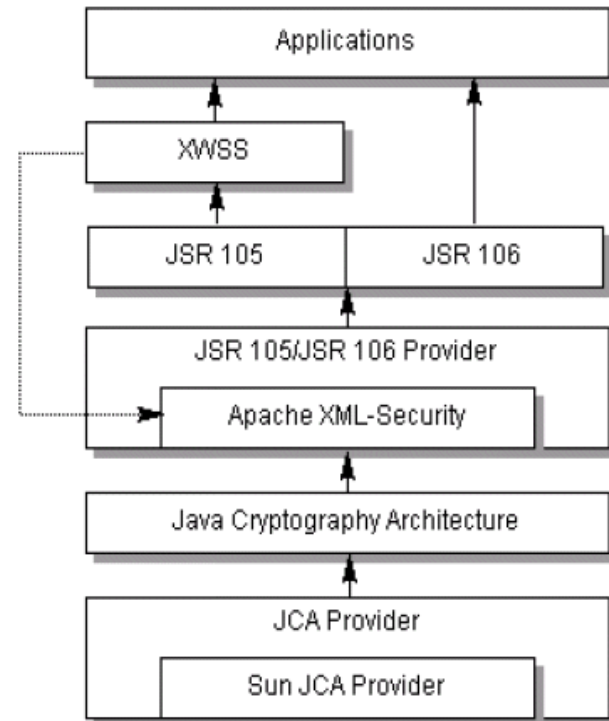 Applications
XWSS
JSR 105
JSR 106
JSR 105/JSR 106 Provider
Apache XML-Security
Java Cryptography Architecture
JCA Provider
Sun JCA Provider